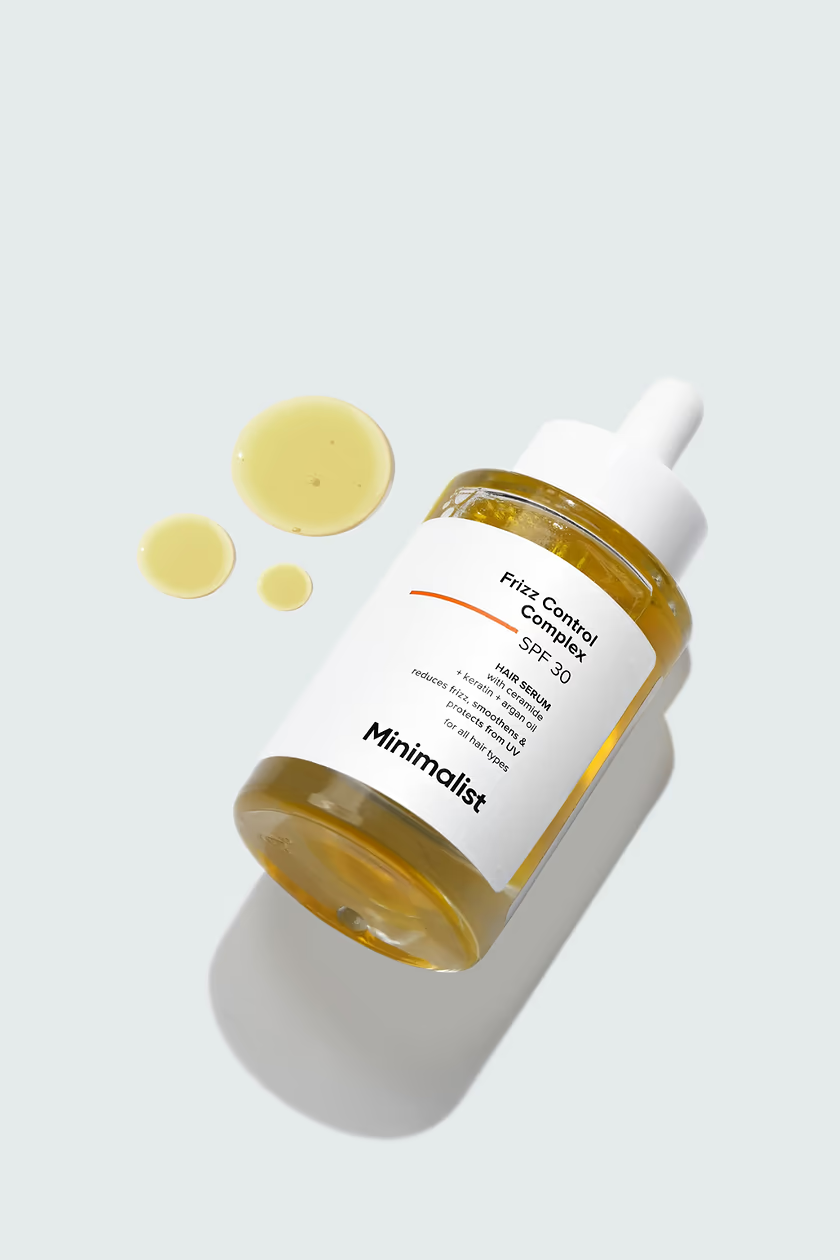 Frizz Control
Complex
SPF 30
HAIR SERUM
with ceramide
+ keratin + argan oil
reduces frizz, smoothens &
protects from UV
for all hair types
Minimalist